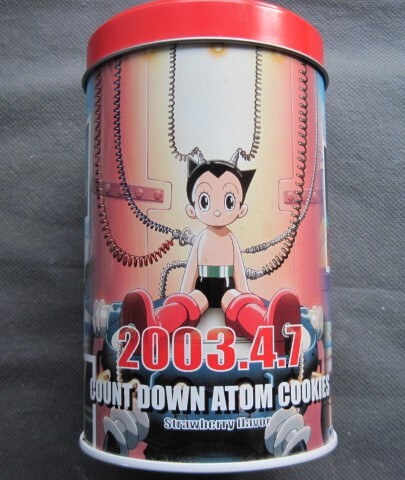 2003.4.7
COUNT DOWN ATOM COOKIES
Strawberry flavor